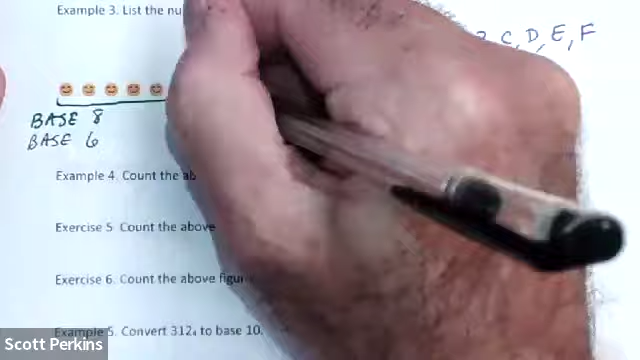 Example 3. List the nu
C, D, E, F
BASE 8
BASE 6
Example 4. Count the ab
Exercise 5 Count the above
Exercise 6. Count the above figur
Example 5. Convert 312₄ to base 10.
Scott Perkins